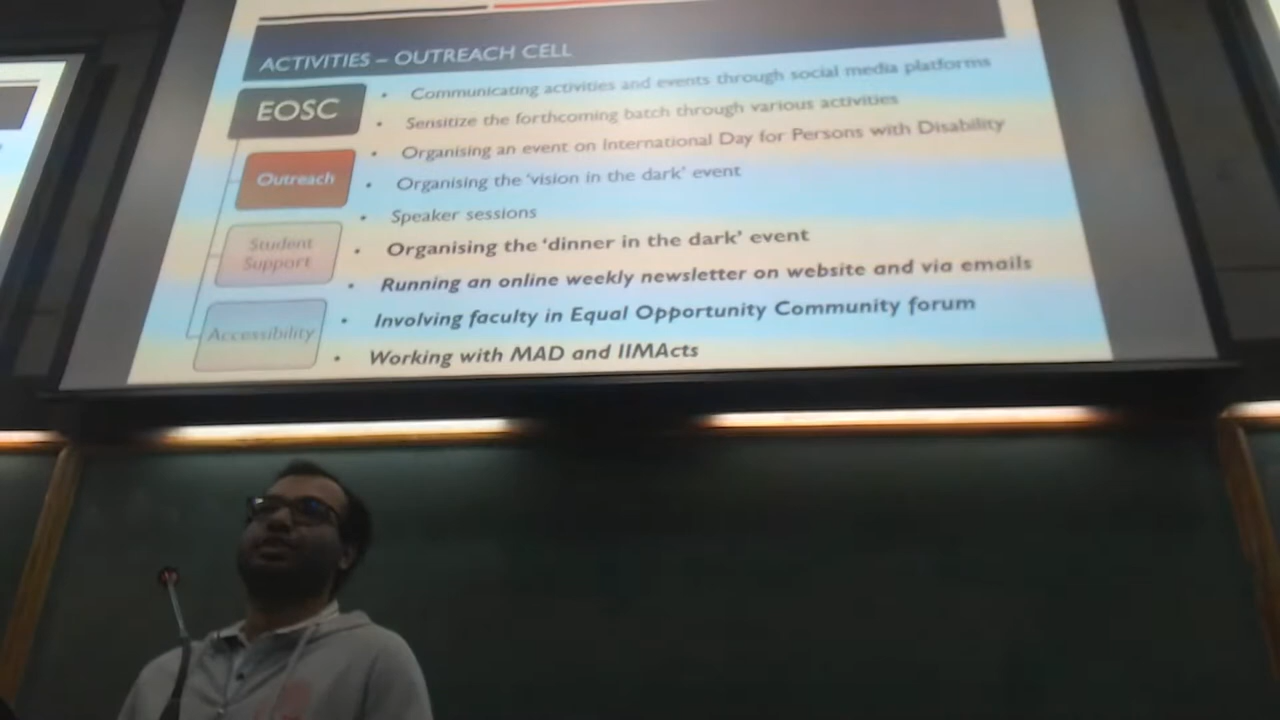 ACTIVITIES – OUTREACH CELL
EOSC
Outreach
Student
Support
Accessibility
• Communicating activities and events through social media platforms
• Sensitize the forthcoming batch through various activities
• Organising an event on International Day for Persons with Disability
• Organising the 'vision in the dark' event
• Speaker sessions
• Organising the 'dinner in the dark' event
• Running an online weekly newsletter on website and via emails
• Involving faculty in Equal Opportunity Community forum
• Working with MAD and IIMActs